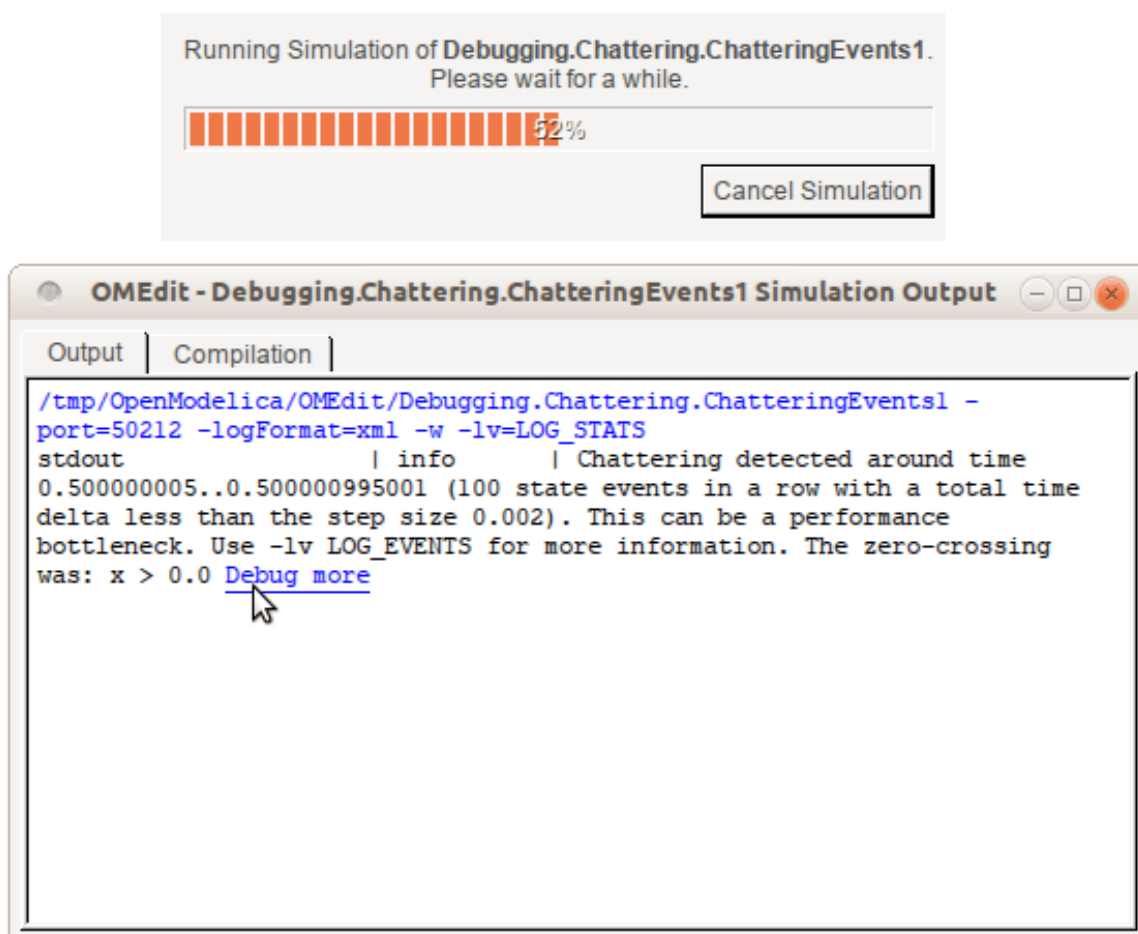 Running Simulation of Debugging.Chattering.ChatteringEvents1.
Please wait for a while.
52%
Cancel Simulation
OMEdit - Debugging.Chattering.ChatteringEvents1 Simulation Output
Output
Compilation
/tmp/OpenModelica/OMEdit/Debugging.Chattering.ChatteringEvents1 -
port=50212 -logFormat=xml -w -lv=LOG_STATS
stdout | info | Chattering detected around time
0.500000005..0.500000995001 (100 state events in a row with a total time
delta less than the step size 0.002). This can be a performance
bottleneck. Use -lv LOG_EVENTS for more information. The zero-crossing
was: x > 0.0 Debug more